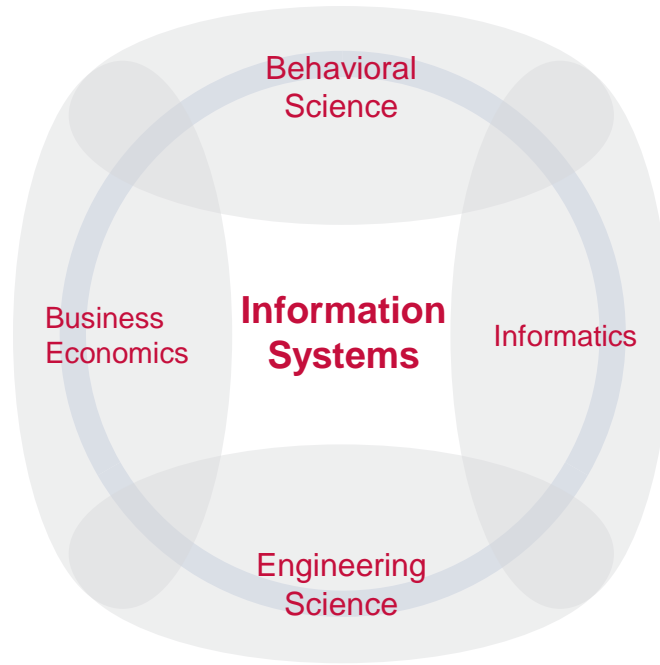 Behavioral
Science
Business
Economics
Information
Systems
Informatics
Engineering
Science